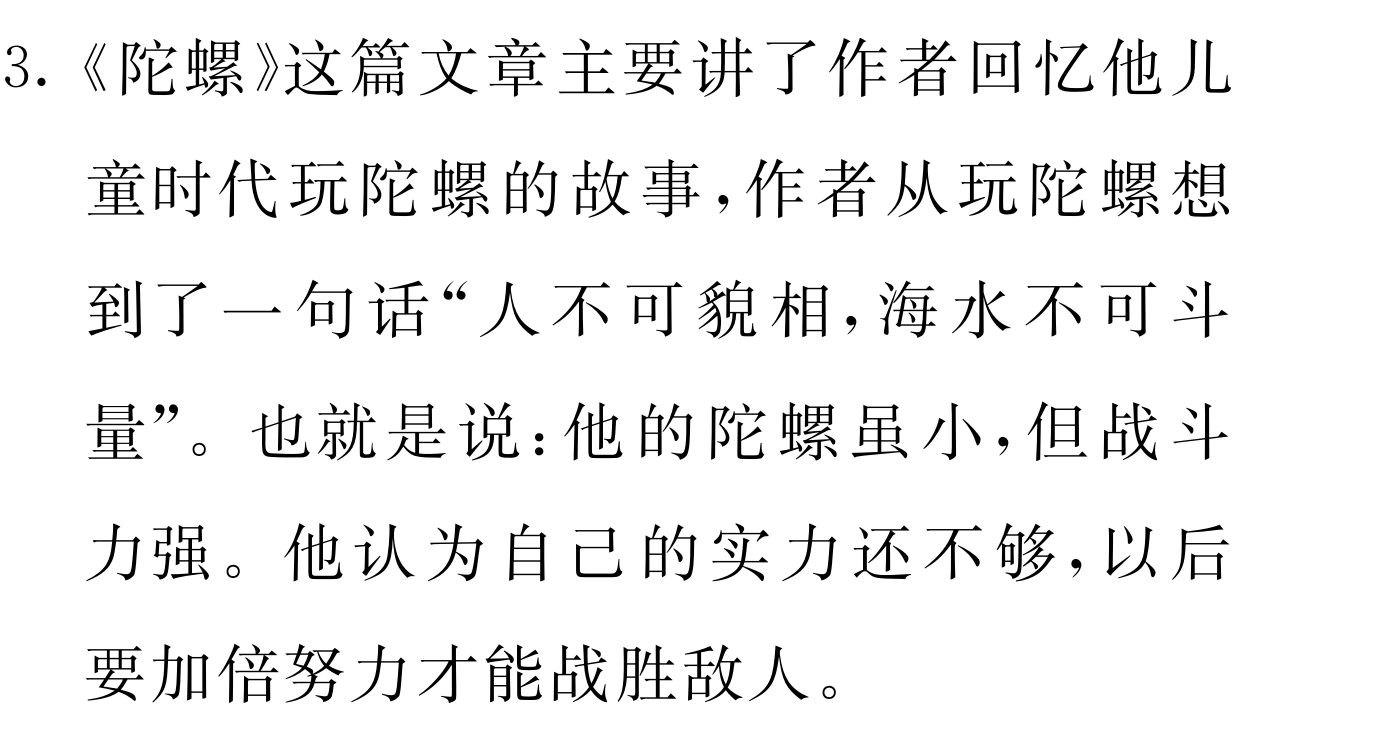 3.《陀螺》这篇文章主要讲了作者回忆他儿
童时代玩陀螺的故事,作者从玩陀螺想
到了一句话“人不可貌相,海水不可斗
量”。也就是说:他的陀螺虽小,但战斗
力强。他认为自己的实力还不够,以后
要加倍努力才能战胜敌人。